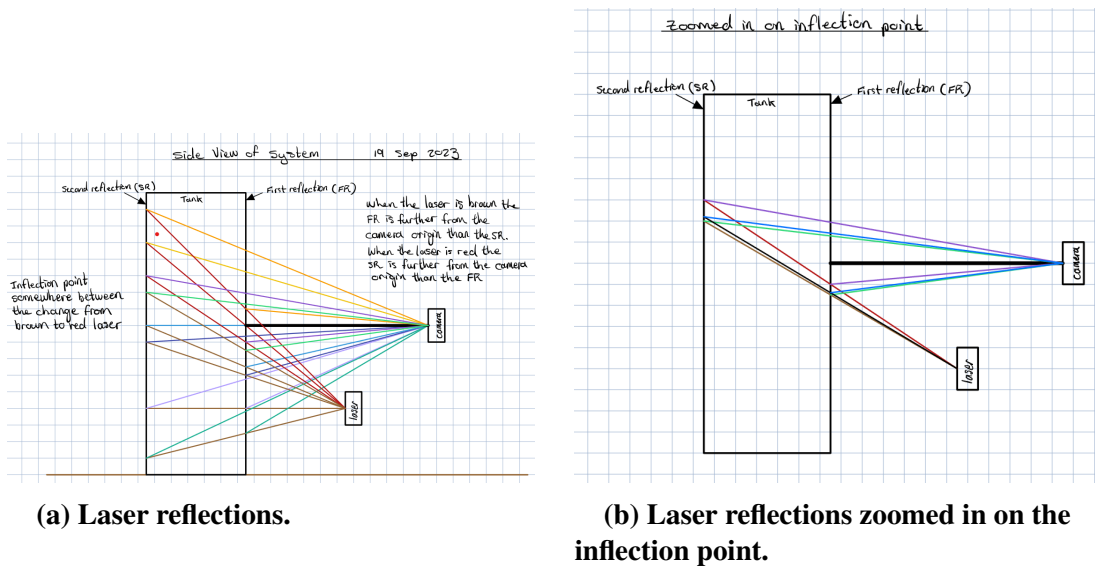 Side View of System 19 Sep 2023
Second reflection (SR)
First reflection (FR)
Tank
when the laser is brown the
FR is further from the
camera origin than the SR.
when the laser is red the
SR is further from the camera
origin than the FR
Inflection point
somewhere between
the change from
brown to red laser
camera
laser
(a) Laser reflections.
Zoomed in on inflection point
Second reflection (SR)
First reflection (FR)
Tank
camera
laser
(b) Laser reflections zoomed in on the
inflection point.